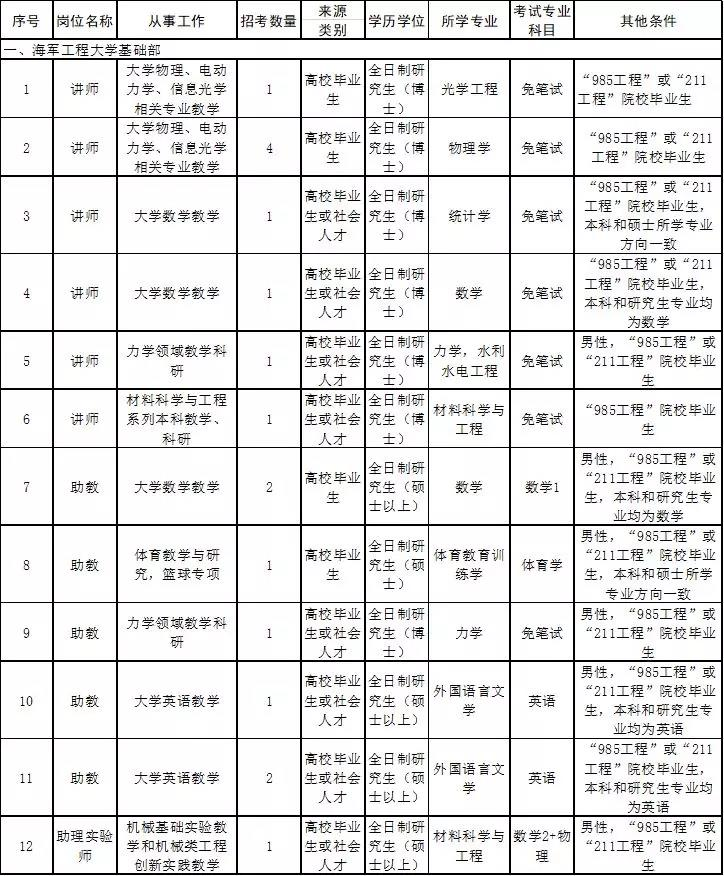 序号 岗位名称 从事工作 招考数量 来源 类别 学历学位 所学专业 考试专业 科目 其他条件
一、海军工程大学基础部
1 讲师 大学物理、电动 力学、信息光学 相关专业教学 1 高校毕业 生 全日制研 究生（博 士） 光学工程 免笔试 “985工程”或“211 工程”院校毕业生
2 讲师 大学物理、电动 力学、信息光学 相关专业教学 4 高校毕业 生 全日制研 究生（博 士） 物理学 免笔试 “985工程”或“211 工程”院校毕业生
3 讲师 大学数学教学 1 高校毕业 生或社会 人才 全日制研 究生（博 士） 统计学 免笔试 “985工程”或“211 工程”院校毕业生， 本科和硕士所学专业 方向一致
4 讲师 大学数学教学 1 高校毕业 生或社会 人才 全日制研 究生（博 士） 数学 免笔试 “985工程”或“211 工程”院校毕业生， 本科和研究生专业均 为数学
5 讲师 力学领域教学科 研 1 高校毕业 生或社会 人才 全日制研 究生（博 士） 力学，水利 水电工程 免笔试 男性，“985工程”或 “211工程”院校毕业 生
6 讲师 材料科学与工程 系列本科教学、 科研 1 高校毕业 生或社会 人才 全日制研 究生（博 士） 材料科学与 工程 免笔试 “985工程”院校毕业 生
7 助教 大学数学教学 2 高校毕业 生 全日制研 究生（硕 士以上） 数学 数学1 男性，“985工程”或 “211工程”院校毕业 生，本科和研究生专 业均为数学
8 助教 体育教学与研 究，篮球专项 1 高校毕业 生 全日制研 究生（硕 士） 体育教育训 练学 体育学 男性，“985工程”或 “211工程”院校毕业 生，本科和硕士所学 专业方向一致
9 助教 力学领域教学科 研 1 高校毕业 生或社会 人才 全日制研 究生（博 士） 力学 免笔试 男性，“985工程”或 “211工程”院校毕业 生
10 助教 大学英语教学 1 高校毕业 生或社会 人才 全日制研 究生（硕 士以上） 外国语言文 学 英语 男性，“985工程”或 “211工程”院校毕业 生，本科和研究生专 业均为英语
11 助教 大学英语教学 2 高校毕业 生或社会 人才 全日制研 究生（硕 士以上） 外国语言文 学 英语 “985工程”或“211 工程”院校毕业生， 本科和研究生专业均 为英语
12 助理实验 师 机械基础实验教 学和机械类工程 创新实践教学 1 高校毕业 生或社会 人才 全日制研 究生（硕 士以上） 材料科学与 工程 数学2+物 理 男性，“985工程”或 “211工程”院校毕业 生